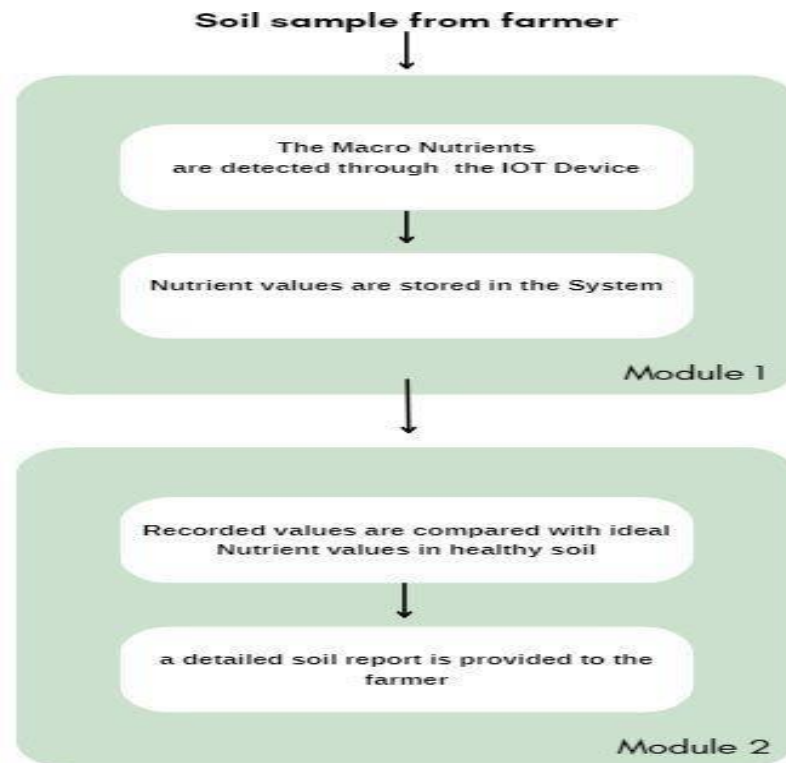 Soil sample from farmer
The Macro Nutrients
are detected through the IOT Device
Nutrient values are stored in the System
Module 1
Recorded values are compared with ideal
Nutrient values in healthy soil
a detailed soil report is provided to the
farmer
Module 2